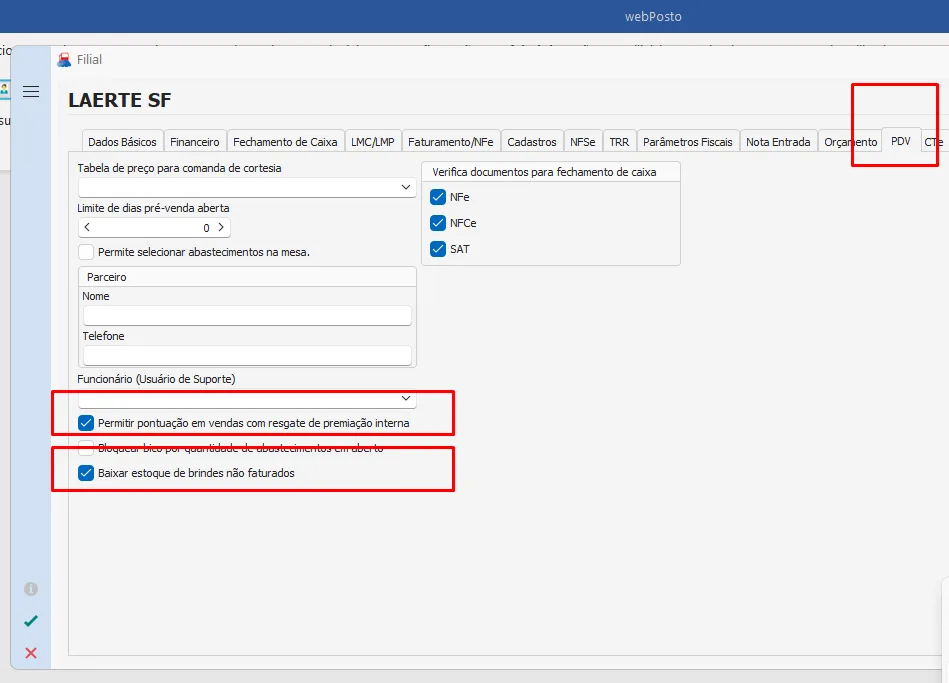 webPosto
Filial
LAERTE SF
Dados Básicos Financeiro Fechamento de Caixa LMC/LMP Faturamento/NFe Cadastros NFSe TRR Parâmetros Fiscais Nota Entrada Orçamento PDV CTe
Tabela de preço para comanda de cortesia
Limite de dias pré-venda aberta
0
Permite selecionar abastecimentos na mesa.
Parceiro
Nome
Telefone
Funcionário (Usuário de Suporte)
Permitir pontuação em vendas com resgate de premiação interna
Bloquear bico por quantidade de abastecimentos em aberto
Baixar estoque de brindes não faturados
Verifica documentos para fechamento de caixa
NFe
NFCe
SAT